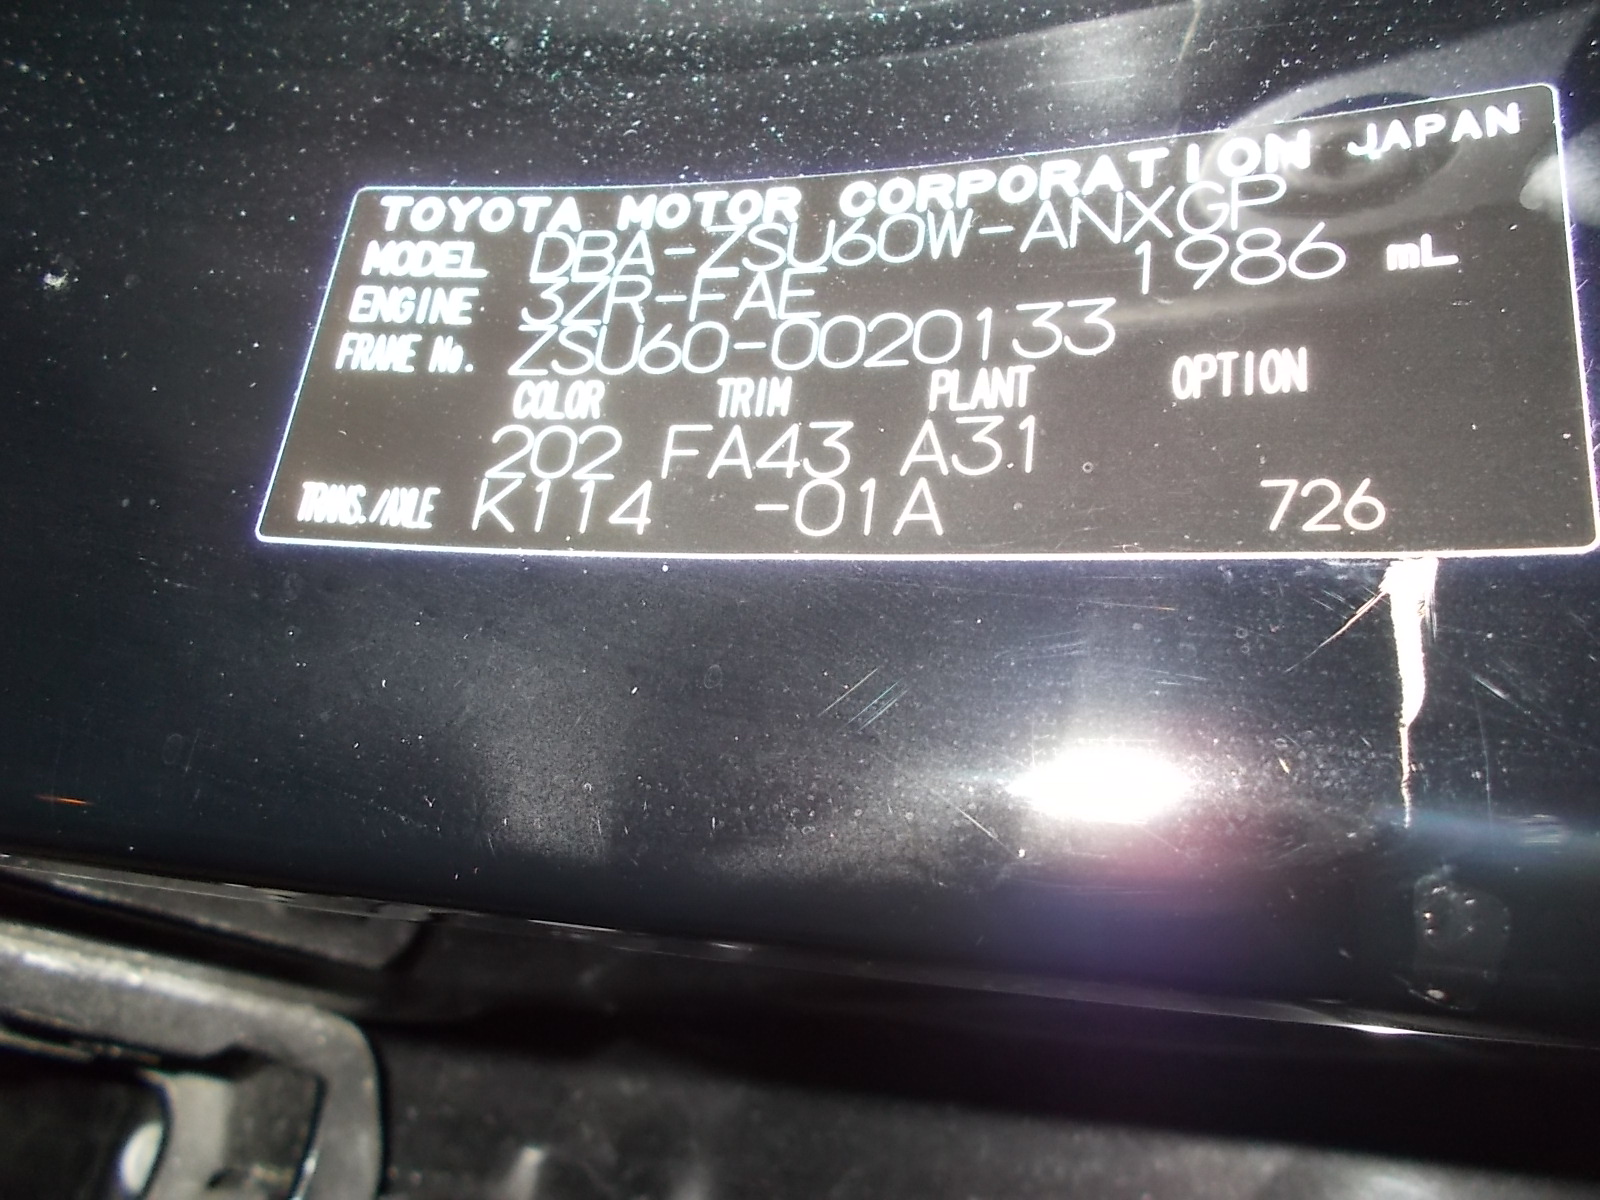 TOYOTA MOTOR CORPORATION JAPAN
MODEL DBA-ZSU60W-ANXGP
ENGINE 3ZR-FAE 1986 mL
FRAME No. ZSU60-0020133
COLOR TRIM PLANT OPTION
202 FA43 A31
TRANS./AXLE K114 -01A 726